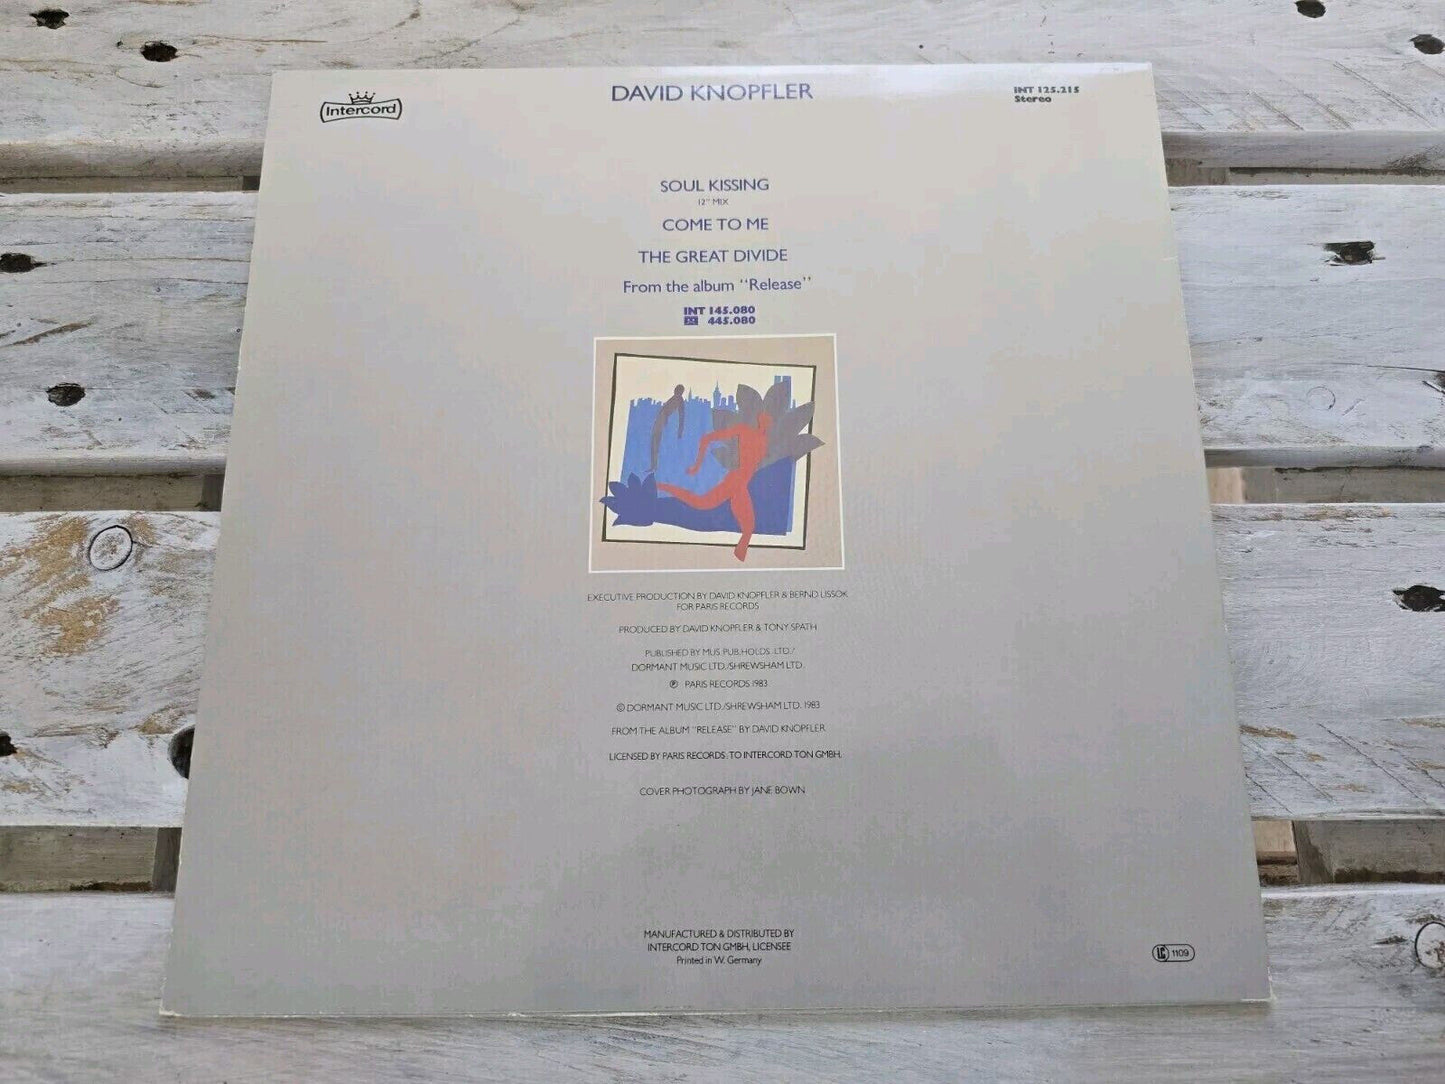 Intercord
DAVID KNOPFLER
INT 125.215
Stereo
SOUL KISSING
12" MIX
COME TO ME
THE GREAT DIVIDE
From the album "Release"
INT 145.080
445.080
EXECUTIVE PRODUCTION BY DAVID KNOPFLER & BERND LISSOK
FOR PARIS RECORDS
PRODUCED BY DAVID KNOPFLER & TONY SPATH
PUBLISHED BY MUS. PUB. HOLDS. LTD./
DORMANT MUSIC LTD./SHREWSHAM LTD.
℗ PARIS RECORDS 1983
© DORMANT MUSIC LTD./SHREWSHAM LTD. 1983
FROM THE ALBUM "RELEASE" BY DAVID KNOPFLER
LICENSED BY PARIS RECORDS. TO INTERCORD TON GMBH.
COVER PHOTOGRAPH BY JANE BOWN
MANUFACTURED & DISTRIBUTED BY
INTERCORD TON GMBH, LICENSEE
Printed in W. Germany
LC 1109